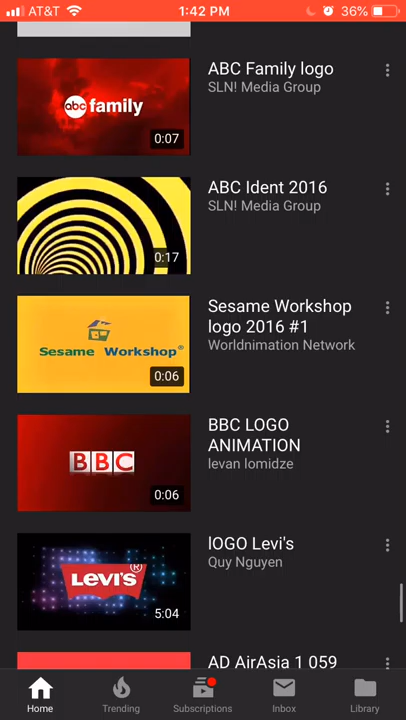 AT&T 1:42 PM 36%
abc family
0:07
ABC Family logo
SLN! Media Group
0:17
ABC Ident 2016
SLN! Media Group
Sesame Workshop®
0:06
Sesame Workshop
logo 2016 #1
Worldnimation Network
BBC
0:06
BBC LOGO
ANIMATION
levan lomidze
LEVI'S®
5:04
lOGO Levi's
Quy Nguyen
AD AirAsia 1 059
Home Trending Subscriptions Inbox Library